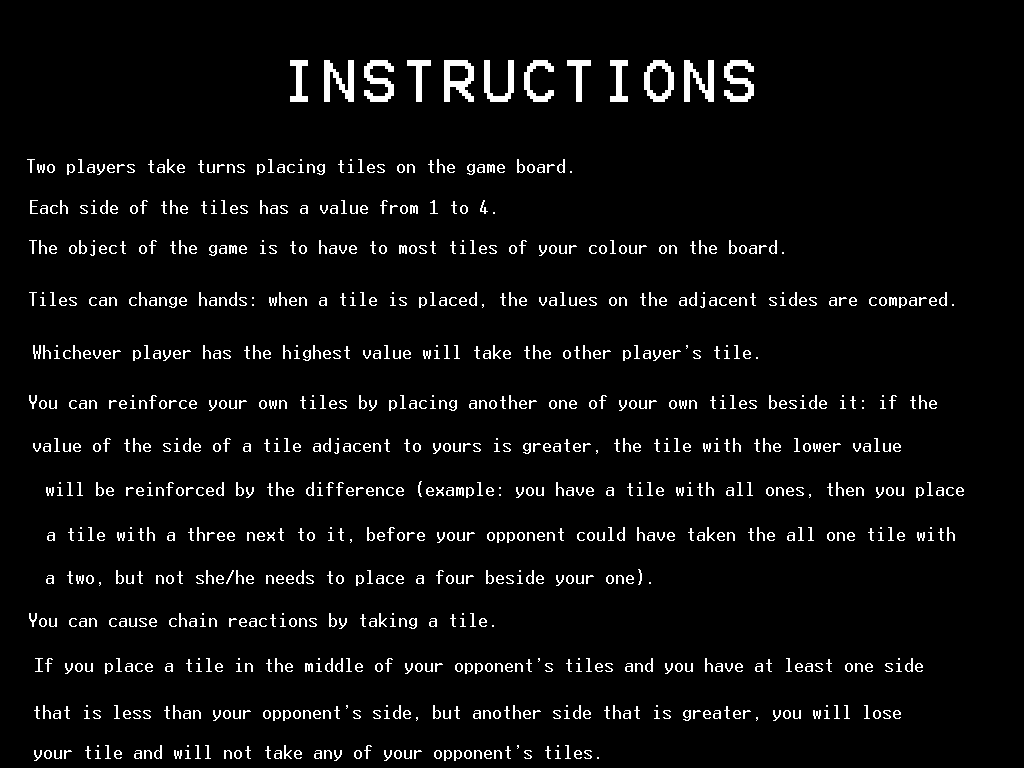 INSTRUCTIONS
Two players take turns placing tiles on the game board.
Each side of the tiles has a value from 1 to 4.
The object of the game is to have to most tiles of your colour on the board.
Tiles can change hands: when a tile is placed, the values on the adjacent sides are compared.
Whichever player has the highest value will take the other player's tile.
You can reinforce your own tiles by placing another one of your own tiles beside it: if the
value of the side of a tile adjacent to yours is greater, the tile with the lower value
will be reinforced by the difference (example: you have a tile with all ones, then you place
a tile with a three next to it, before your opponent could have taken the all one tile with
a two, but not she/he needs to place a four beside your one).
You can cause chain reactions by taking a tile.
If you place a tile in the middle of your opponent's tiles and you have at least one side
that is less than your opponent's side, but another side that is greater, you will lose
your tile and will not take any of your opponent's tiles.